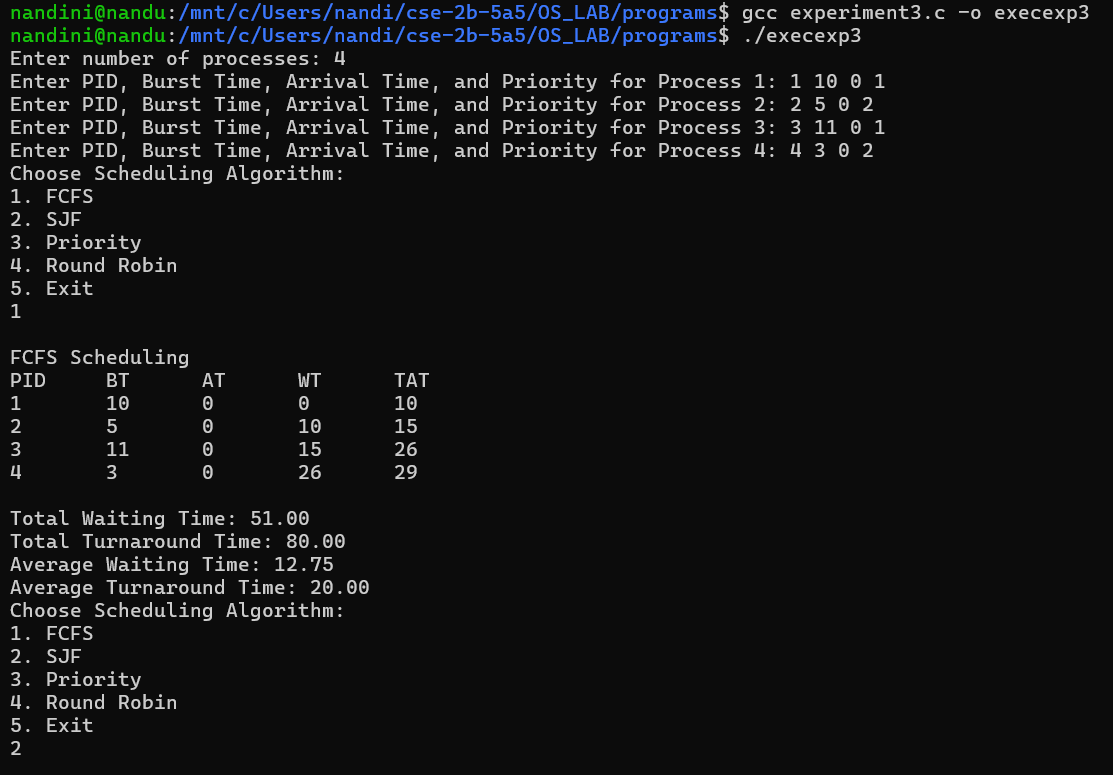 nandini@nandu:/mnt/c/Users/nandi/cse-2b-5a5/OS_LAB/programs$ gcc experiment3.c -o execexp3
nandini@nandu:/mnt/c/Users/nandi/cse-2b-5a5/OS_LAB/programs$ ./execexp3
Enter number of processes: 4
Enter PID, Burst Time, Arrival Time, and Priority for Process 1: 1 10 0 1
Enter PID, Burst Time, Arrival Time, and Priority for Process 2: 2 5 0 2
Enter PID, Burst Time, Arrival Time, and Priority for Process 3: 3 11 0 1
Enter PID, Burst Time, Arrival Time, and Priority for Process 4: 4 3 0 2
Choose Scheduling Algorithm:
1. FCFS
2. SJF
3. Priority
4. Round Robin
5. Exit
1

FCFS Scheduling
PID     BT      AT      WT      TAT
1       10      0       0       10
2       5       0       10      15
3       11      0       15      26
4       3       0       26      29

Total Waiting Time: 51.00
Total Turnaround Time: 80.00
Average Waiting Time: 12.75
Average Turnaround Time: 20.00
Choose Scheduling Algorithm:
1. FCFS
2. SJF
3. Priority
4. Round Robin
5. Exit
2